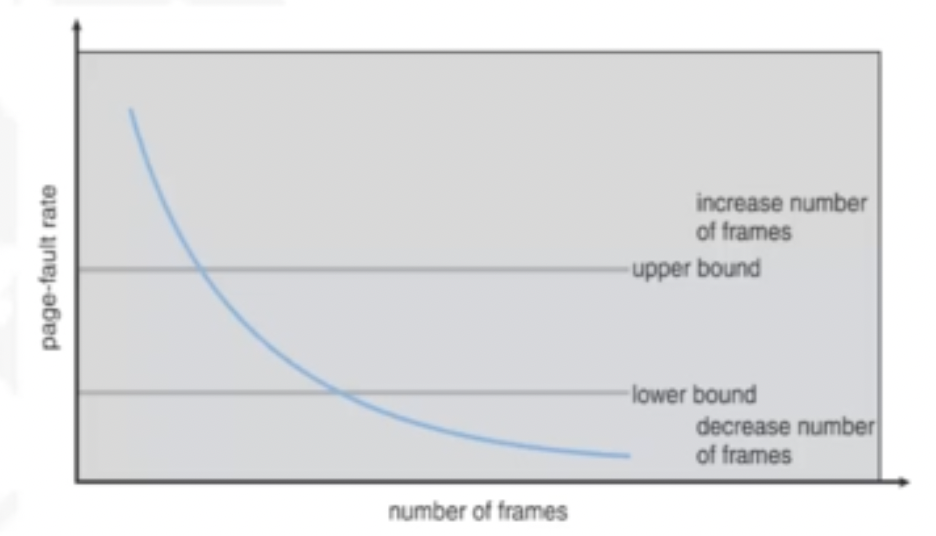 page-fault rate
increase number
of frames
upper bound
lower bound
decrease number
of frames
number of frames